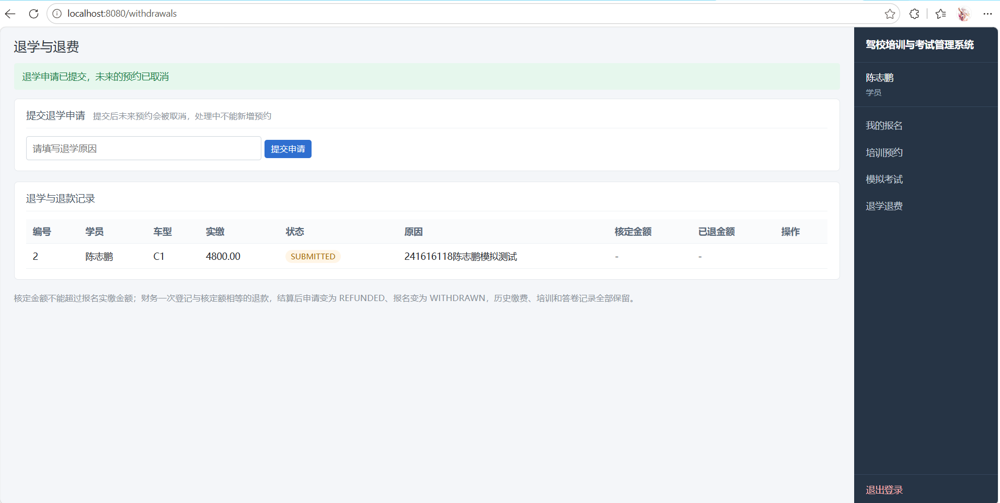 localhost:8080/withdrawals
退学与退费
退学申请已提交，未来的预约已取消
提交退学申请 提交后未来预约会被取消，处理中不能新增预约
请填写退学原因 提交申请
退学与退款记录
编号 学员 车型 实缴 状态 原因 核定金额 已退金额 操作
2 陈志鹏 C1 4800.00 SUBMITTED 241616118陈志鹏模拟测试 - -
核定金额不能超过报名实缴金额；财务一次登记与核定额相等的退款，结算后申请变为 REFUNDED、报名变为 WITHDRAWN，历史缴费、培训和答卷记录全部保留。
驾校培训与考试管理系统
陈志鹏
学员
我的报名
培训预约
模拟考试
退学退费
退出登录